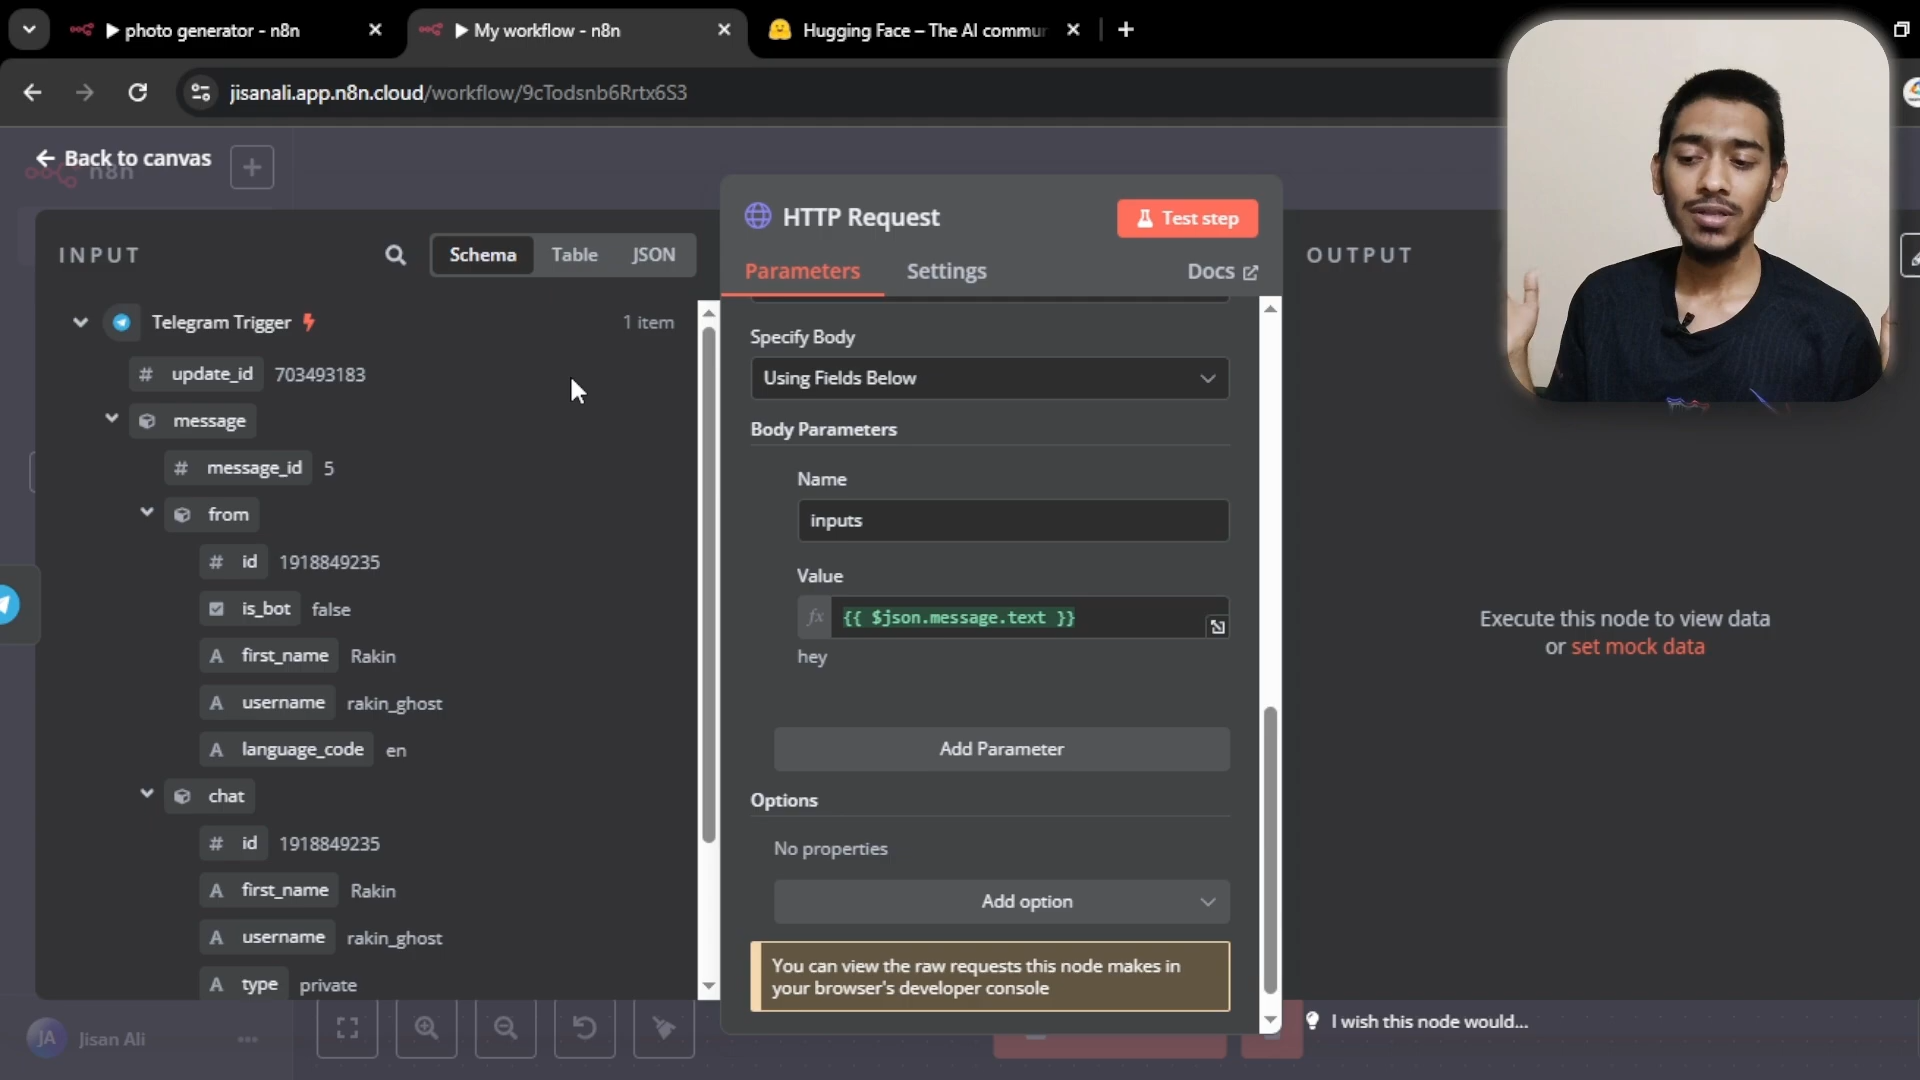 photo generator - n8n
My workflow - n8n
Hugging Face – The AI commun
jisanali.app.n8n.cloud/workflow/9cTodsnb6Rrtx6S3
Back to canvas
n8n
INPUT
Schema
Table
JSON
Telegram Trigger
1 item
# update_id 703493183
message
# message_id 5
from
# id 1918849235
is_bot false
A first_name Rakin
A username rakin_ghost
A language_code en
chat
# id 1918849235
A first_name Rakin
A username rakin_ghost
A type private
JA Jisan Ali
HTTP Request
Test step
Parameters
Settings
Docs
Specify Body
Using Fields Below
Body Parameters
Name
inputs
Value
fx {{ $json.message.text }}
hey
Add Parameter
Options
No properties
Add option
You can view the raw requests this node makes in
your browser's developer console
OUTPUT
Execute this node to view data
or set mock data
I wish this node would...